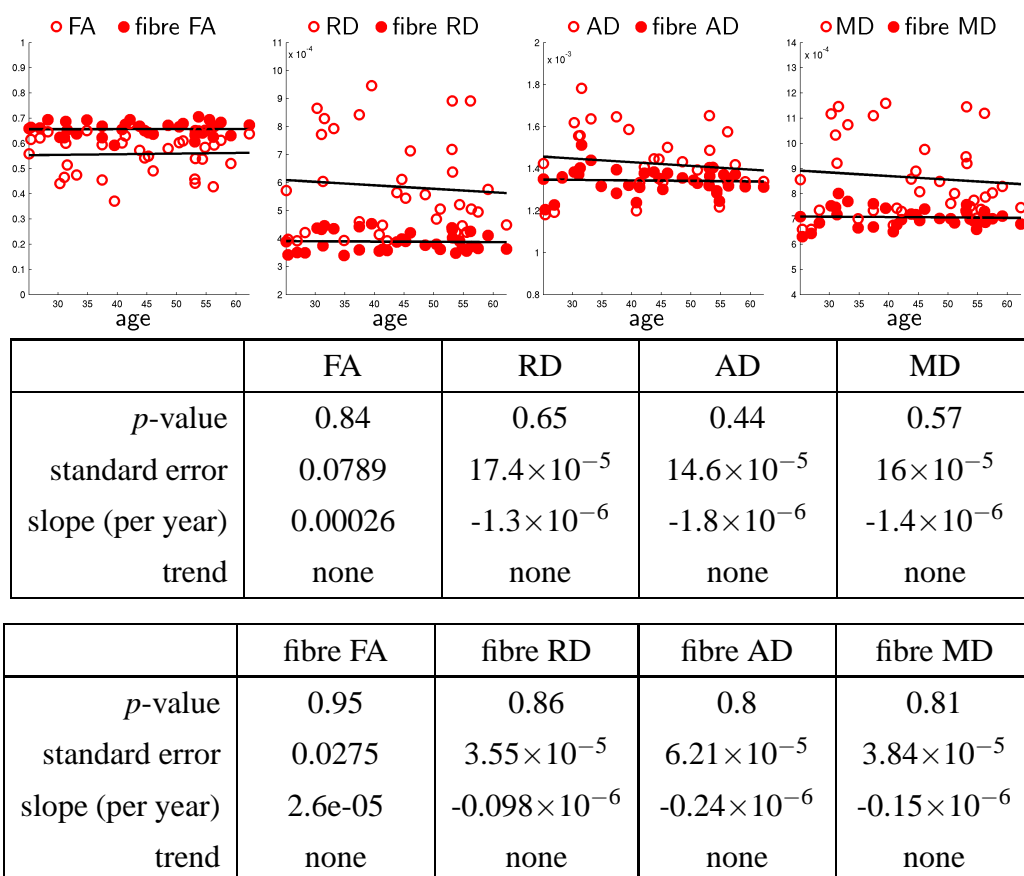 FA fibre FA RD fibre RD AD fibre AD MD fibre MD
1 0.9 0.8 0.7 0.6 0.5 0.4 0.3 0.2 0.1 0
30 35 40 45 50 55 60
age
11 10 9 8 7 6 5 4 3 2
x 10⁻⁴
30 35 40 45 50 55 60
age
2 1.8 1.6 1.4 1.2 1 0.8
x 10⁻³
30 35 40 45 50 55 60
age
14 13 12 11 10 9 8 7 6 5 4
x 10⁻⁴
30 35 40 45 50 55 60
age
FA RD AD MD
p-value 0.84 0.65 0.44 0.57
standard error 0.0789 17.4×10⁻⁵ 14.6×10⁻⁵ 16×10⁻⁵
slope (per year) 0.00026 -1.3×10⁻⁶ -1.8×10⁻⁶ -1.4×10⁻⁶
trend none none none none
fibre FA fibre RD fibre AD fibre MD
p-value 0.95 0.86 0.8 0.81
standard error 0.0275 3.55×10⁻⁵ 6.21×10⁻⁵ 3.84×10⁻⁵
slope (per year) 2.6e-05 -0.098×10⁻⁶ -0.24×10⁻⁶ -0.15×10⁻⁶
trend none none none none